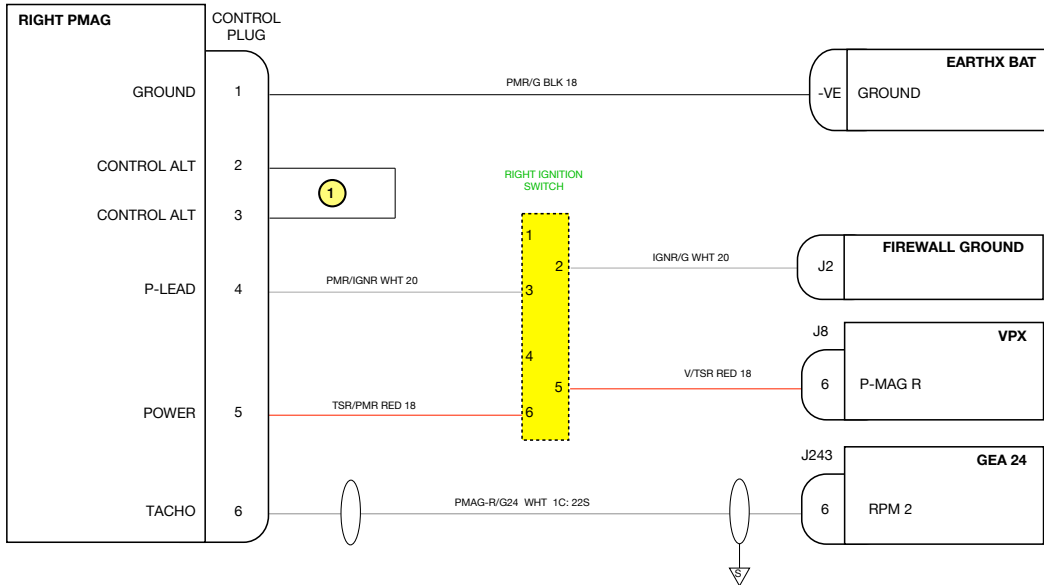 RIGHT PMAG
CONTROL
PLUG
GROUND 1
PMR/G BLK 18
EARTHX BAT
-VE GROUND
CONTROL ALT 2
1
CONTROL ALT 3
RIGHT IGNITION
SWITCH
1
2
3
4
5
6
IGNR/G WHT 20
FIREWALL GROUND
J2
P-LEAD 4
PMR/IGNR WHT 20
J8
VPX
V/TSR RED 18
6 P-MAG R
POWER 5
TSR/PMR RED 18
J243
GEA 24
TACHO 6
PMAG-R/G24 WHT 1C: 22S
6 RPM 2
S